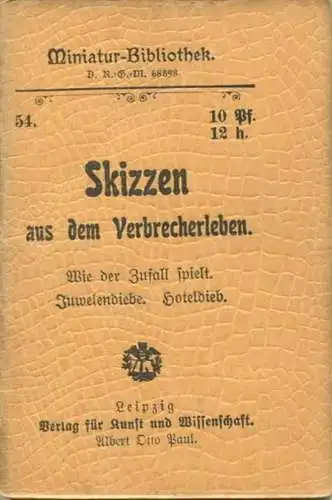 Miniatur-Bibliothek.
D. R.-G.-M. 68698.
54.
10 Pf.
12 h.
Skizzen
aus dem Verbrecherleben.
Wie der Zufall spielt.
Juwelendiebe. Hoteldieb.
Leipzig
Verlag für Kunst und Wissenschaft.
Albert Otto Paul.